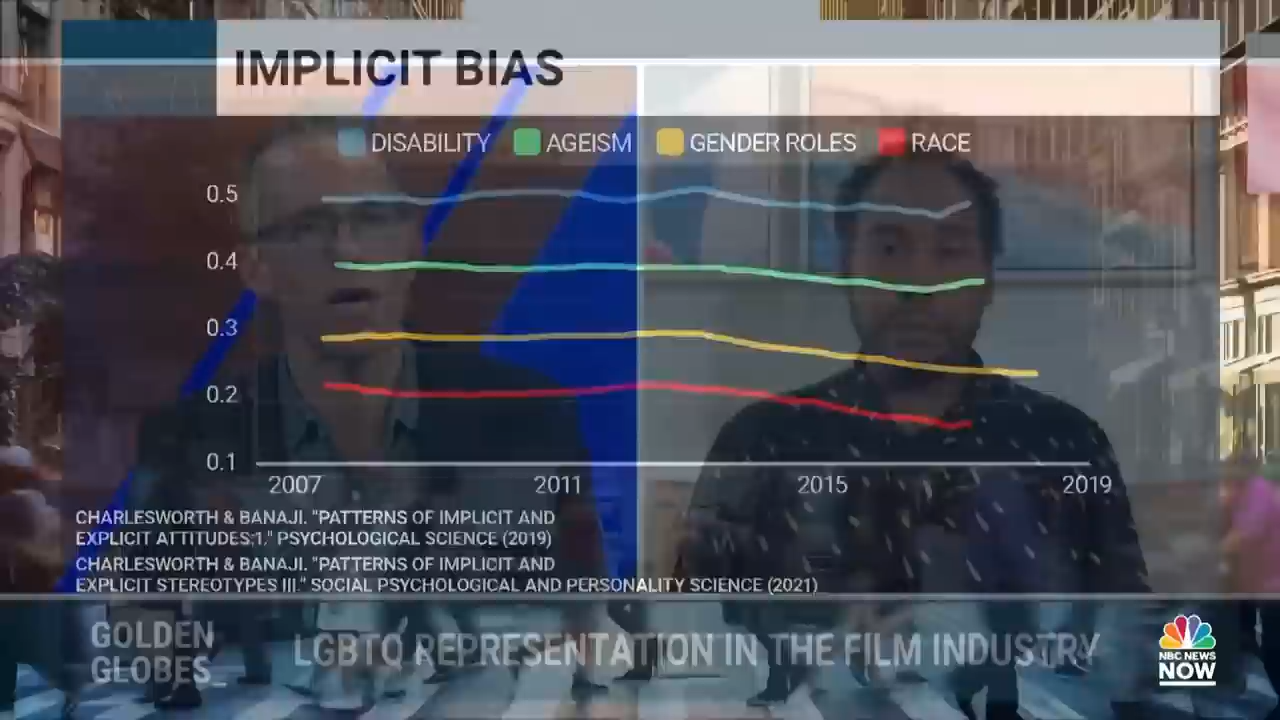 IMPLICIT BIAS
DISABILITY AGEISM GENDER ROLES RACE
0.5
0.4
0.3
0.2
0.1
2007 2011 2015 2019
CHARLESWORTH & BANAJI. "PATTERNS OF IMPLICIT AND
EXPLICIT ATTITUDES:1." PSYCHOLOGICAL SCIENCE (2019)
CHARLESWORTH & BANAJI. "PATTERNS OF IMPLICIT AND
EXPLICIT STEREOTYPES III." SOCIAL PSYCHOLOGICAL AND PERSONALITY SCIENCE (2021)
GOLDEN
GLOBES_
LGBTQ REPRESENTATION IN THE FILM INDUSTRY
NBC NEWS
NOW